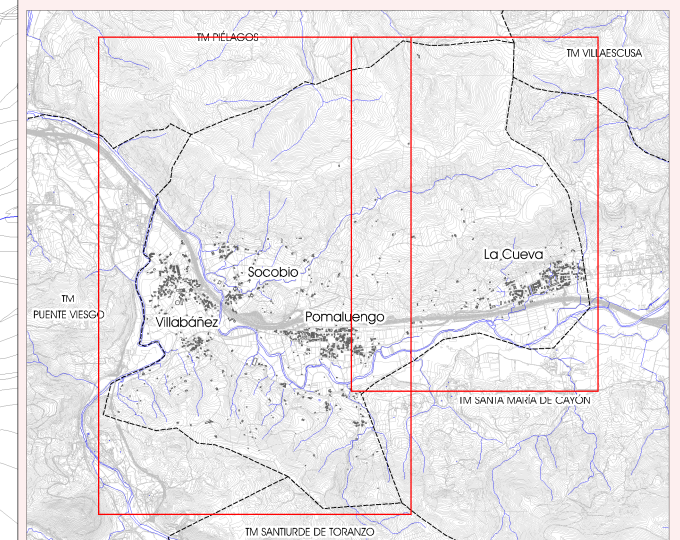 TM PIÉLAGOS
TM VILLAESCUSA
La Cueva
Socobio
TM
PUENTE VIESGO
Villabáñez
Pomaluengo
TM SANTA MARÍA DE CAYÓN
TM SANTIURDE DE TORANZO